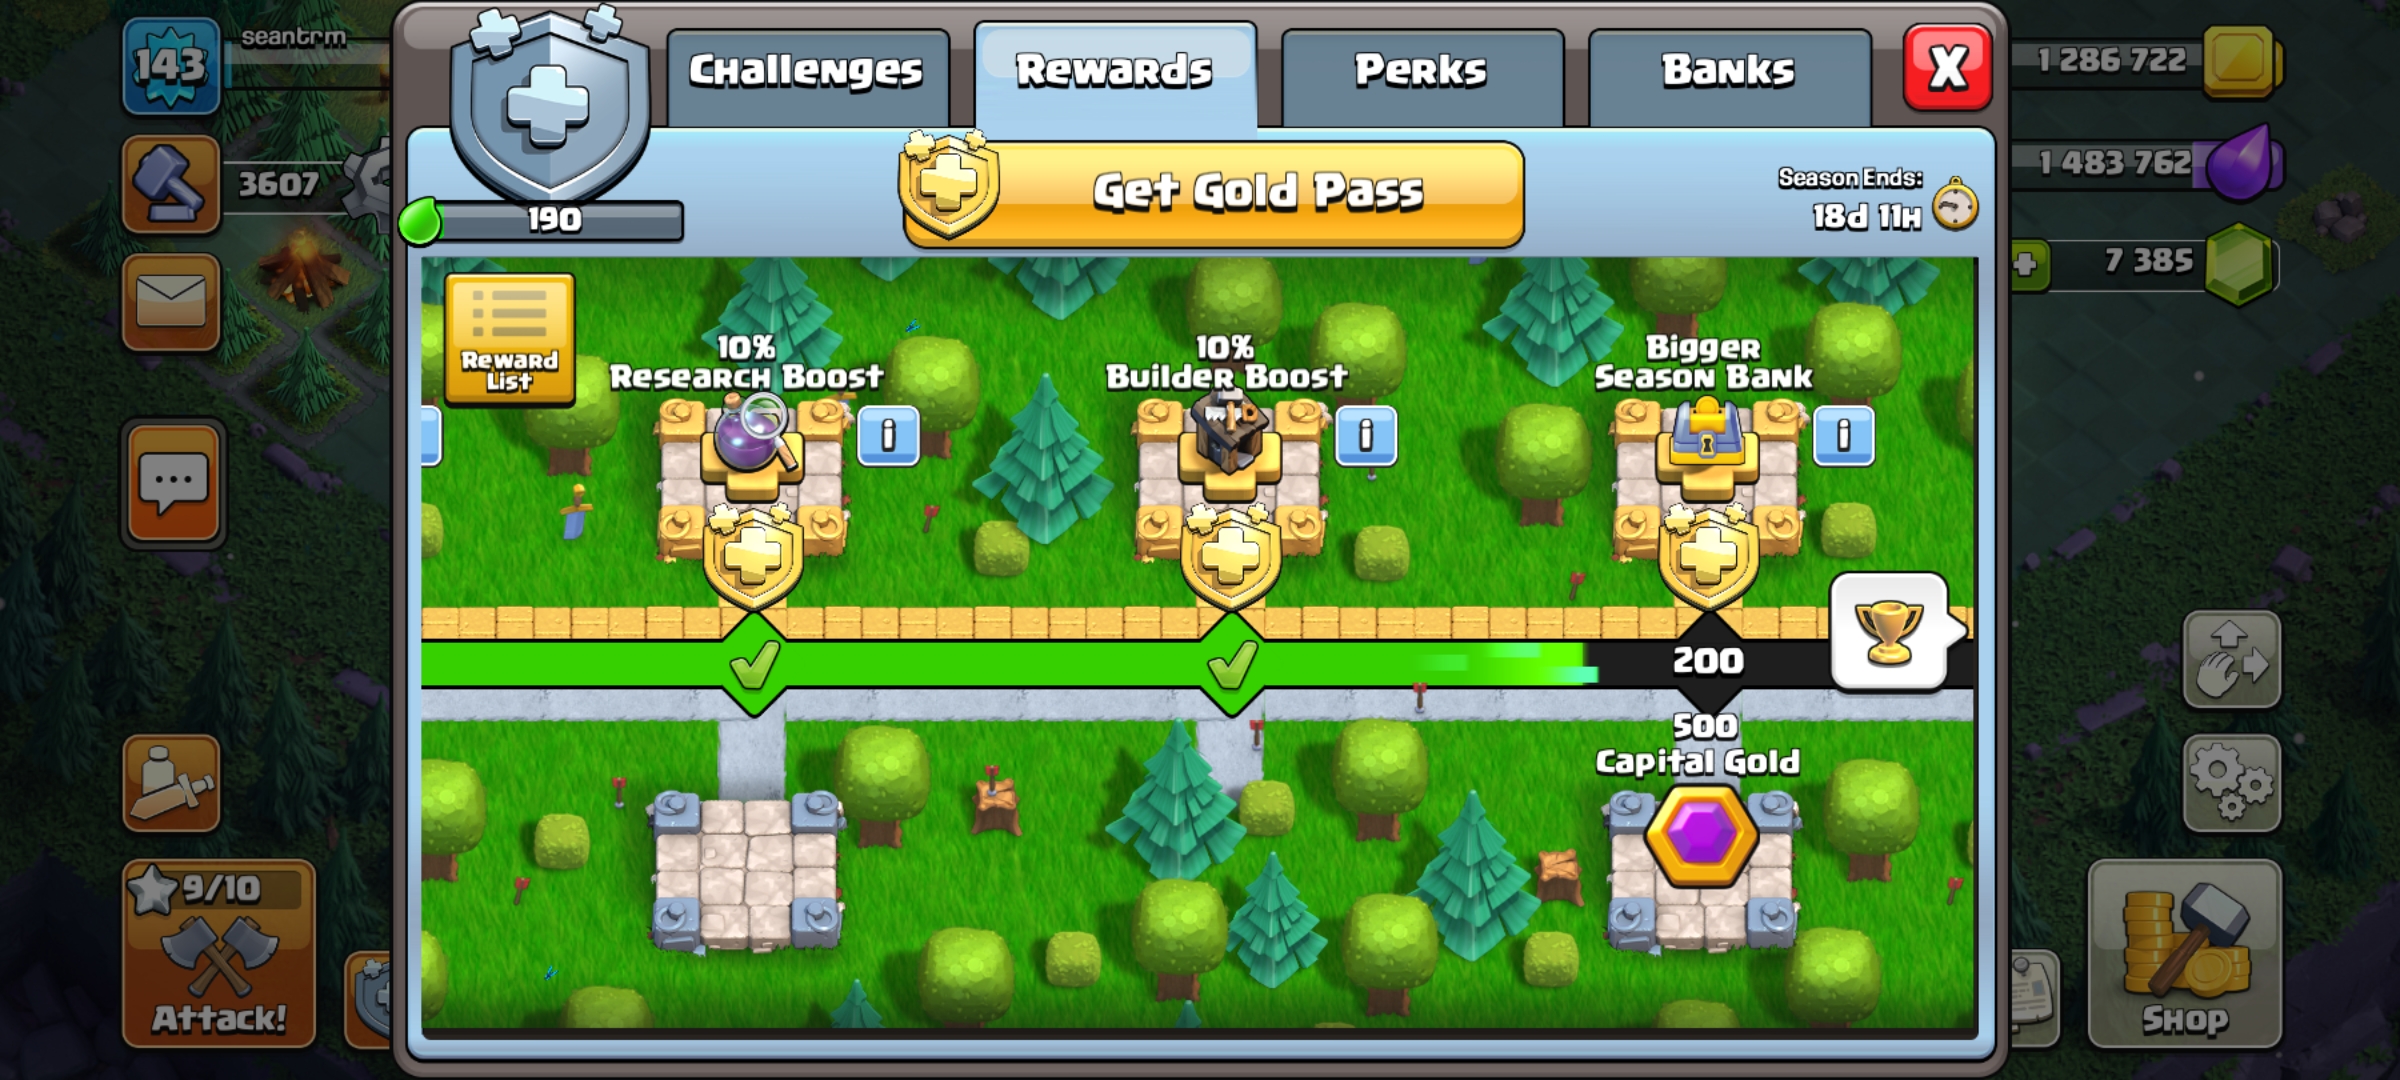 143
seantrm
Challenges
Rewards
Perks
Banks
X
1 286 722
3607
190
Get Gold Pass
Season Ends:
18d 11h
1 483 762
7 385
Reward
List
10%
Research Boost
i
10%
Builder Boost
i
Bigger
Season Bank
i
200
500
Capital Gold
9/10
Attack!
Shop